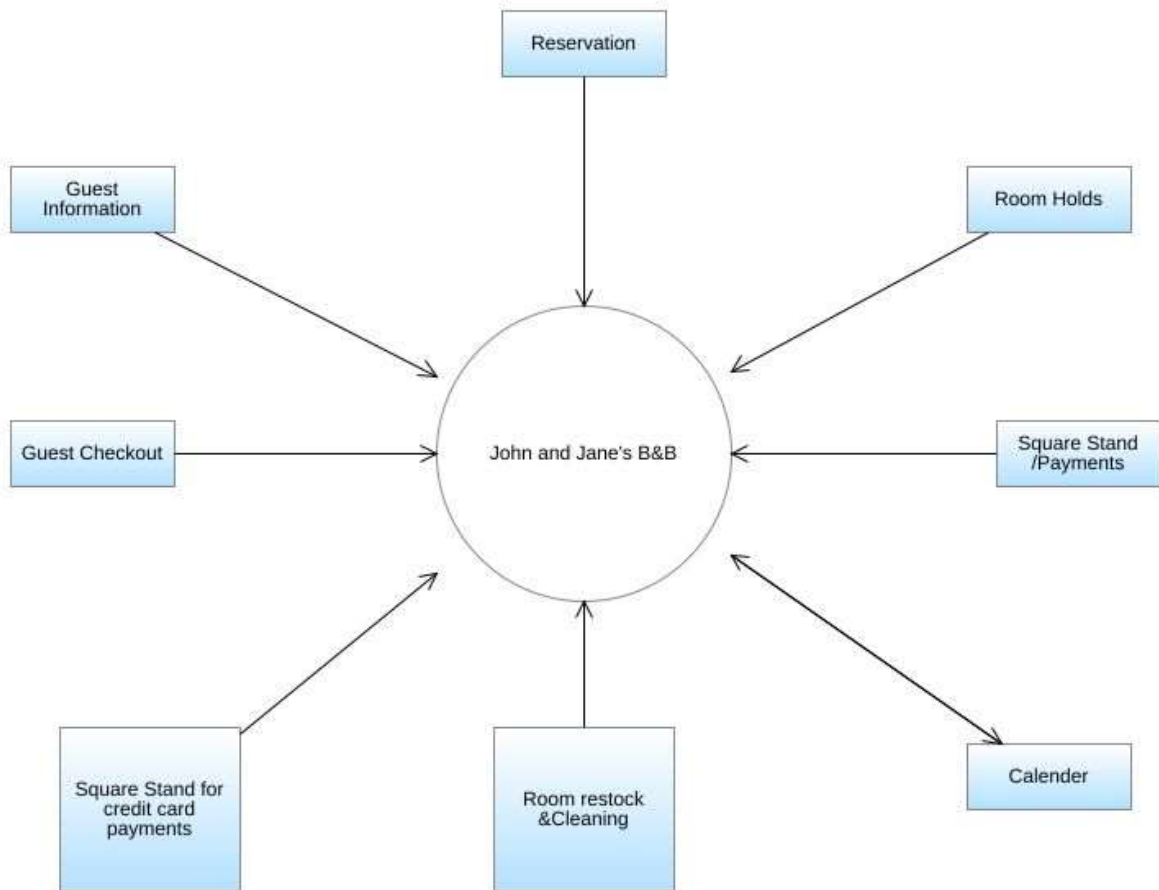 Reservation
Guest
Information
Room Holds
Guest Checkout
John and Jane's B&B
Square Stand
/Payments
Square Stand for
credit card
payments
Room restock
&Cleaning
Calender